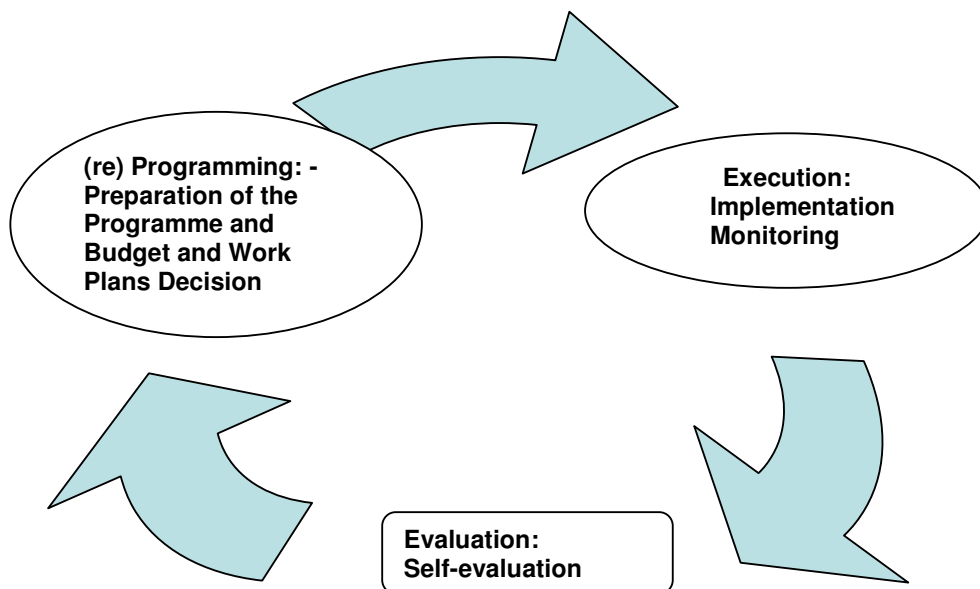 (re) Programming: -
Preparation of the
Programme and
Budget and Work
Plans Decision
Execution:
Implementation
Monitoring
Evaluation:
Self-evaluation